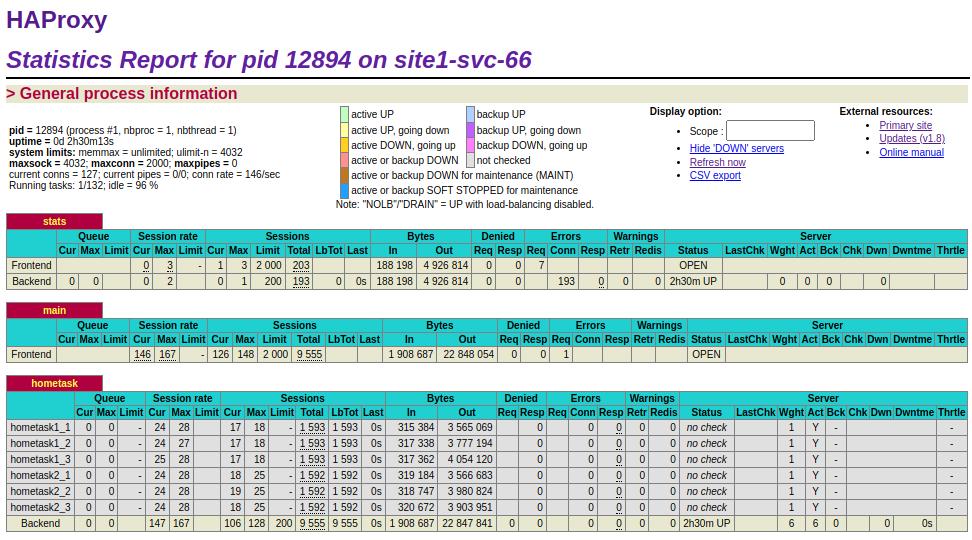 HAProxy
Statistics Report for pid 12894 on site1-svc-66
> General process information
pid = 12894 (process #1, nbproc = 1, nbthread = 1)
uptime = 0d 2h30m13s
system limits: memmax = unlimited; ulimit-n = 4032
maxsock = 4032; maxconn = 2000; maxpipes = 0
current conns = 127; current pipes = 0/0; conn rate = 146/sec
Running tasks: 1/132; idle = 96 %
active UP backup UP
active UP, going down backup UP, going down
active DOWN, going up backup DOWN, going up
active or backup DOWN not checked
active or backup DOWN for maintenance (MAINT)
active or backup SOFT STOPPED for maintenance
Note: "NOLB"/"DRAIN" = UP with load-balancing disabled.
Display option:
• Scope :
• Hide 'DOWN' servers
• Refresh now
• CSV export
External resources:
• Primary site
• Updates (v1.8)
• Online manual
stats
Queue Session rate Sessions Bytes Denied Errors Warnings Server
Cur Max Limit Cur Max Limit Cur Max Limit Total LbTot Last In Out Req Resp Req Conn Resp Retr Redis Status LastChk Wght Act Bck Chk Dwn Dwntme Thrtle
Frontend 0 3 - 1 3 2 000 203 188 198 4 926 814 0 0 7 OPEN
Backend 0 0 0 2 0 1 200 193 0 0s 188 198 4 926 814 0 0 193 0 0 0 2h30m UP 0 0 0 0
main
Queue Session rate Sessions Bytes Denied Errors Warnings Server
Cur Max Limit Cur Max Limit Cur Max Limit Total LbTot Last In Out Req Resp Req Conn Resp Retr Redis Status LastChk Wght Act Bck Chk Dwn Dwntme Thrtle
Frontend 146 167 - 126 148 2 000 9 555 1 908 687 22 848 054 0 0 1 OPEN
hometask
Queue Session rate Sessions Bytes Denied Errors Warnings Server
Cur Max Limit Cur Max Limit Cur Max Limit Total LbTot Last In Out Req Resp Req Conn Resp Retr Redis Status LastChk Wght Act Bck Chk Dwn Dwntme Thrtle
hometask1_1 0 0 - 24 28 17 18 - 1 593 1 593 0s 315 384 3 565 069 0 0 0 0 0 no check 1 Y - -
hometask1_2 0 0 - 24 27 17 18 - 1 593 1 593 0s 317 338 3 777 194 0 0 0 0 0 no check 1 Y - -
hometask1_3 0 0 - 25 28 17 18 - 1 593 1 593 0s 317 362 4 054 120 0 0 0 0 0 no check 1 Y - -
hometask2_1 0 0 - 24 28 18 25 - 1 592 1 592 0s 319 184 3 566 683 0 0 0 0 0 no check 1 Y - -
hometask2_2 0 0 - 24 28 19 25 - 1 592 1 592 0s 318 747 3 980 824 0 0 0 0 0 no check 1 Y - -
hometask2_3 0 0 - 24 28 18 25 - 1 592 1 592 0s 320 672 3 903 951 0 0 0 0 0 no check 1 Y - -
Backend 0 0 147 167 106 128 200 9 555 9 555 0s 1 908 687 22 847 841 0 0 0 0 0 0 2h30m UP 6 6 0 0 0s